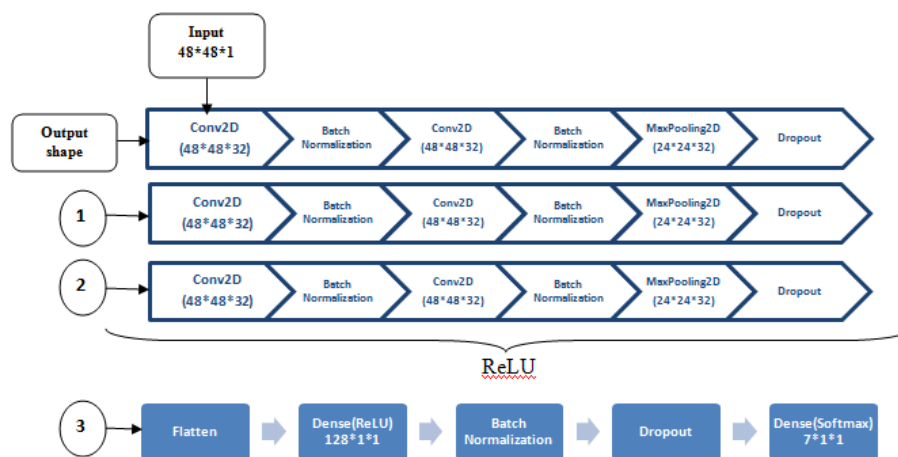 Input
48*48*1
Output
shape
Conv2D
(48*48*32)
Batch
Normalization
Conv2D
(48*48*32)
Batch
Normalization
MaxPooling2D
(24*24*32)
Dropout
1
Conv2D
(48*48*32)
Batch
Normalization
Conv2D
(48*48*32)
Batch
Normalization
MaxPooling2D
(24*24*32)
Dropout
2
Conv2D
(48*48*32)
Batch
Normalization
Conv2D
(48*48*32)
Batch
Normalization
MaxPooling2D
(24*24*32)
Dropout
ReLU
3
Flatten
Dense(ReLU)
128*1*1
Batch
Normalization
Dropout
Dense(Softmax)
7*1*1